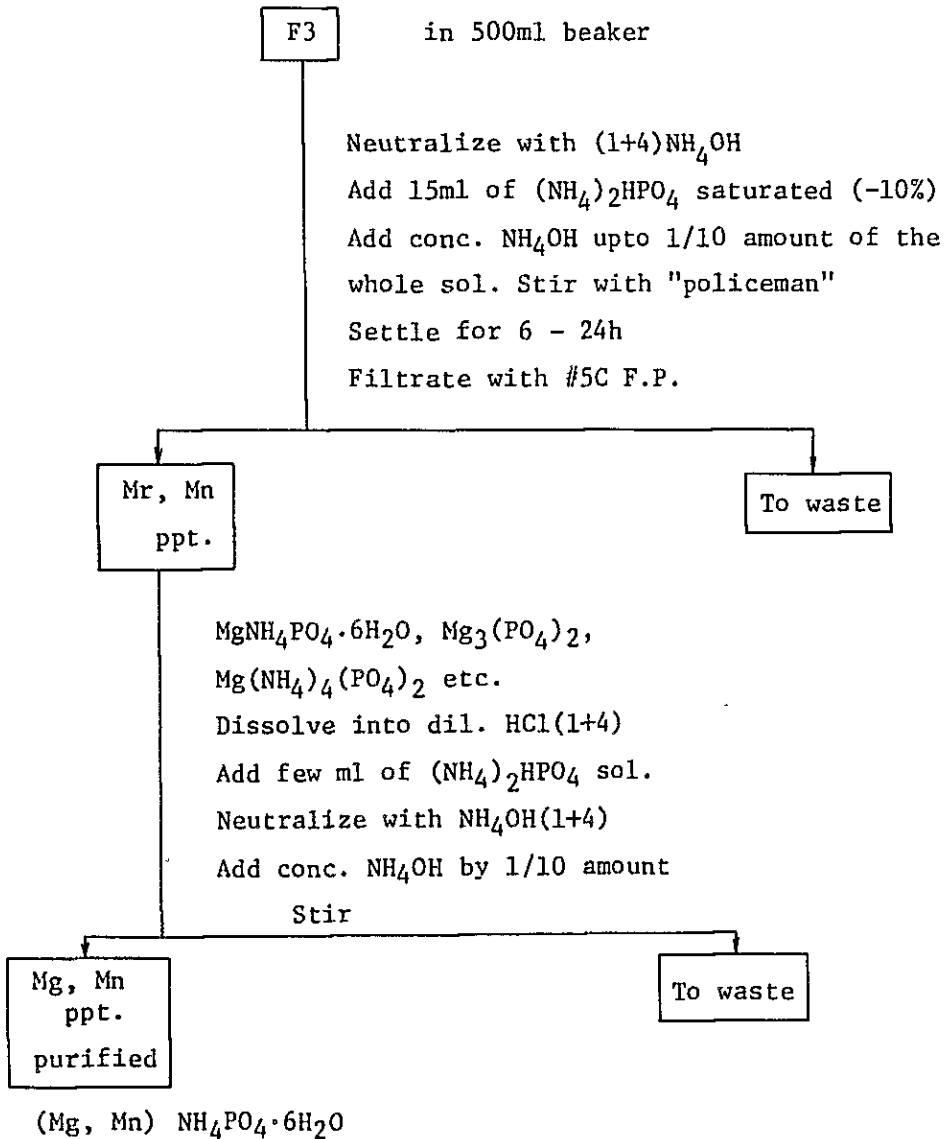 F3 in 500ml beaker
Neutralize with (1+4)NH4OH
Add 15ml of (NH4)2HPO4 saturated (-10%)
Add conc. NH4OH upto 1/10 amount of the
whole sol. Stir with "policeman"
Settle for 6 - 24h
Filtrate with #5C F.P.
Mr, Mn
ppt.
To waste
MgNH4PO4·6H2O, Mg3(PO4)2,
Mg(NH4)4(PO4)2 etc.
Dissolve into dil. HCl(1+4)
Add few ml of (NH4)2HPO4 sol.
Neutralize with NH4OH(1+4)
Add conc. NH4OH by 1/10 amount
Stir
Mg, Mn
ppt.
purified
To waste
(Mg, Mn) NH4PO4·6H2O